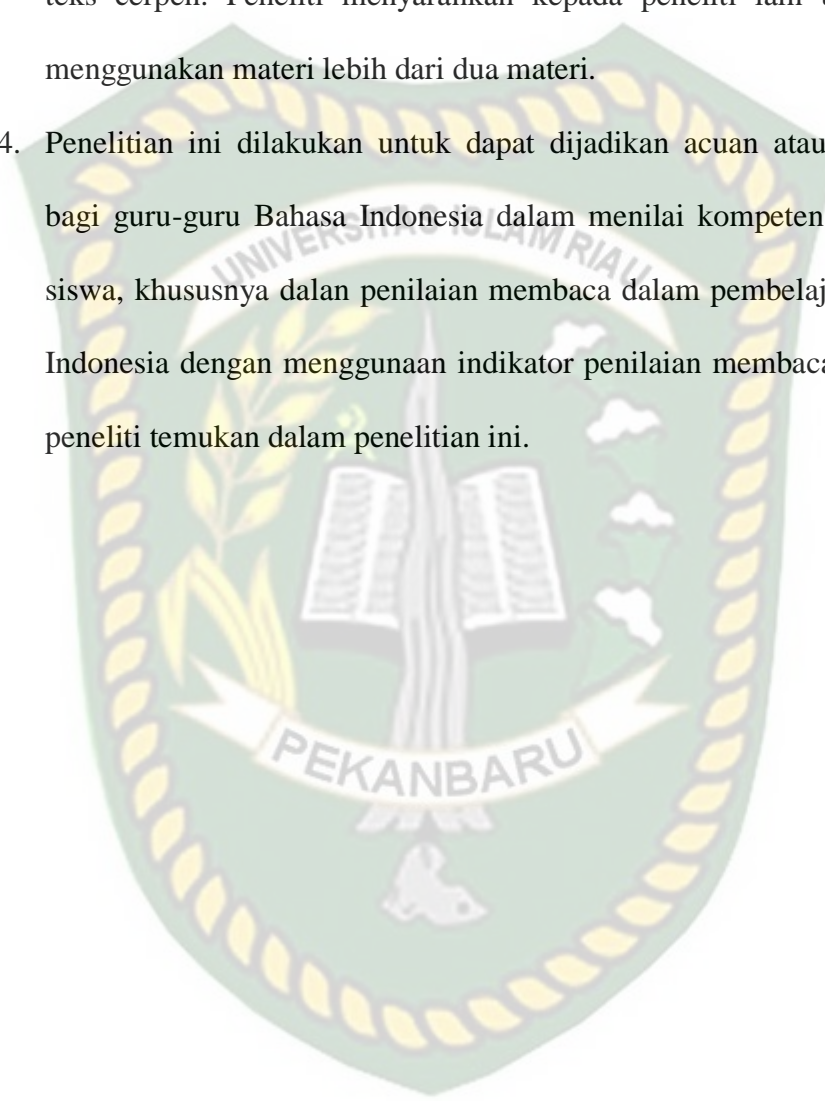 teks cerpen. Peneliti menyarankan kepada peneliti lain
menggunakan materi lebih dari dua materi.
4. Penelitian ini dilakukan untuk dapat dijadikan acuan atau
bagi guru-guru Bahasa Indonesia dalam menilai kompeten
siswa, khususnya dalan penilaian membaca dalam pembelaj
Indonesia dengan menggunaan indikator penilaian membaca
peneliti temukan dalam penelitian ini.
UNIVERSITAS ISLAM RIAU
PEKANBARU